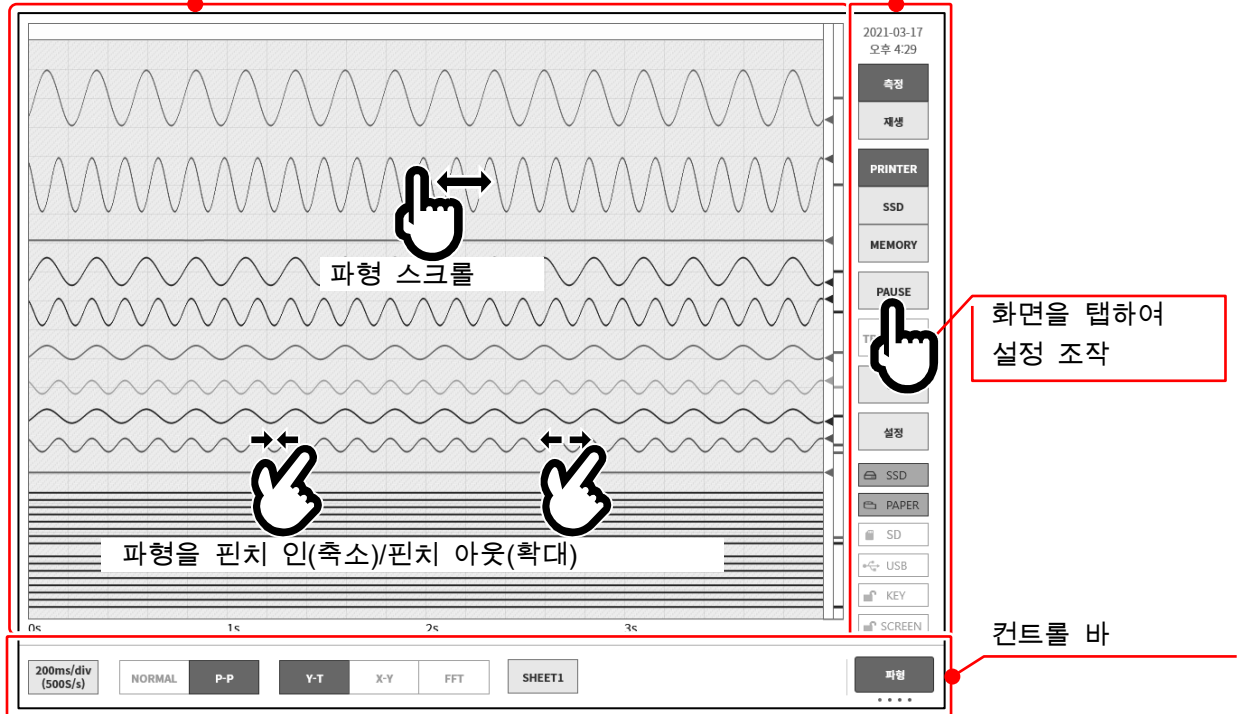 2021-03-17
오후 4:29
측정
재생
PRINTER
SSD
MEMORY
PAUSE
파형 스크롤
화면을 탭하여
설정 조작
설정
SSD
PAPER
파형을 핀치 인(축소)/핀치 아웃(확대)
SD
USB
KEY
SCREEN
0s 1s 2s 3s
컨트롤 바
200ms/div
(500S/s)
NORMAL P-P Y-T X-Y FFT SHEET1 파형